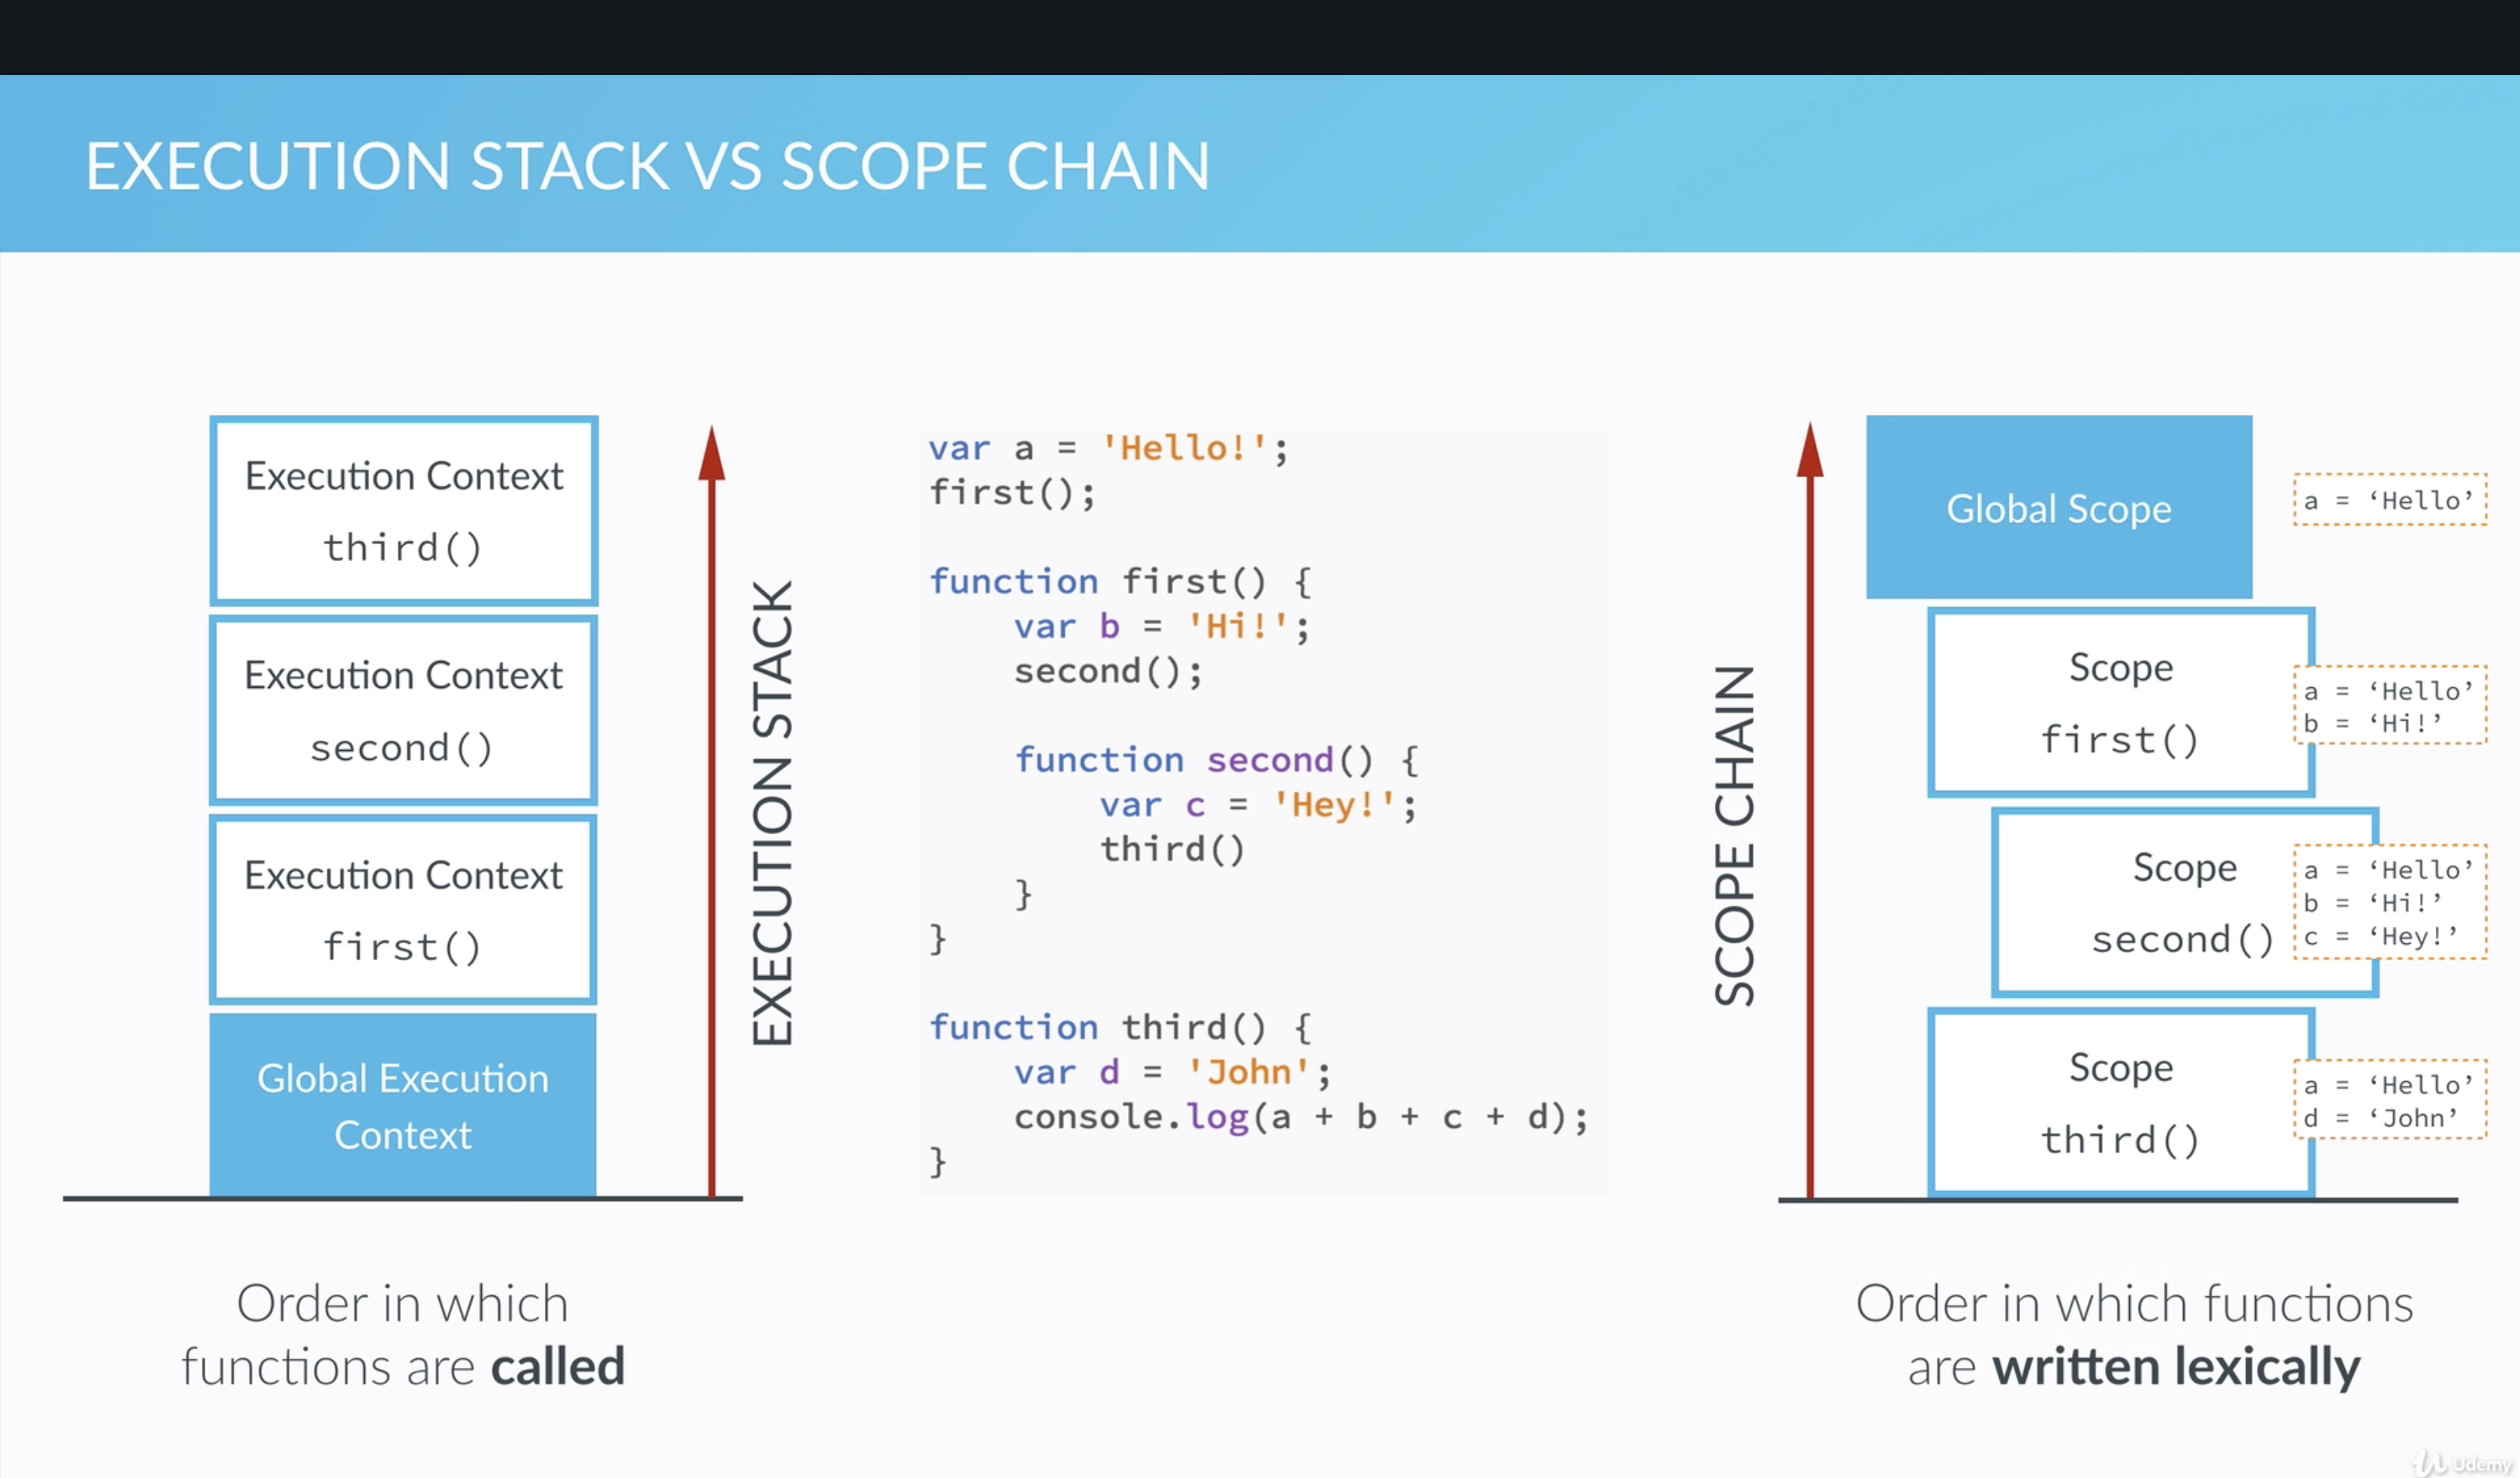 EXECUTION STACK VS SCOPE CHAIN
Execution Context
third()
Execution Context
second()
Execution Context
first()
Global Execution
Context
EXECUTION STACK
Order in which
functions are called
var a = 'Hello!';
first();
function first() {
    var b = 'Hi!';
    second();
    function second() {
        var c = 'Hey!';
        third()
    }
}
function third() {
    var d = 'John';
    console.log(a + b + c + d);
}
SCOPE CHAIN
Global Scope
a = ‘Hello’
Scope
first()
a = ‘Hello’
b = ‘Hi!’
Scope
second()
a = ‘Hello’
b = ‘Hi!’
c = ‘Hey!’
Scope
third()
a = ‘Hello’
d = ‘John’
Order in which functions
are written lexically
Udemy